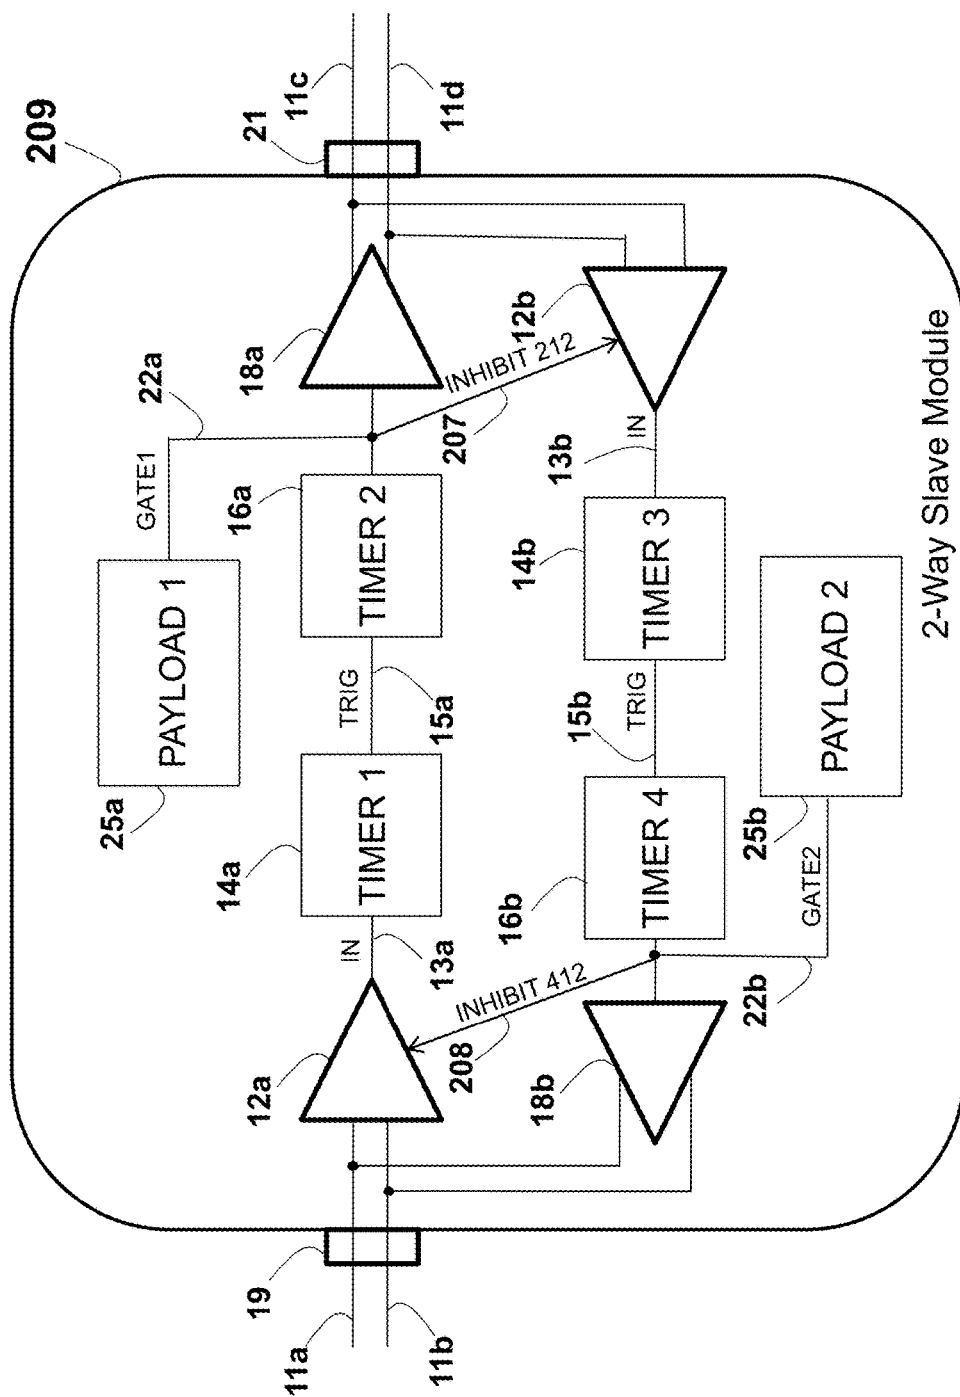 209
11c
21
11d
22a
18a
12b
GATE1
INHIBIT 212
207
IN
13b
16a
TIMER 2
14b
TIMER 3
PAYLOAD 1
25a
TRIG
15a
15b
TRIG
PAYLOAD 2
25b
14a
TIMER 1
16b
TIMER 4
GATE2
IN
13a
INHIBIT 412
208
22b
12a
18b
19
11a
11b
2-Way Slave Module